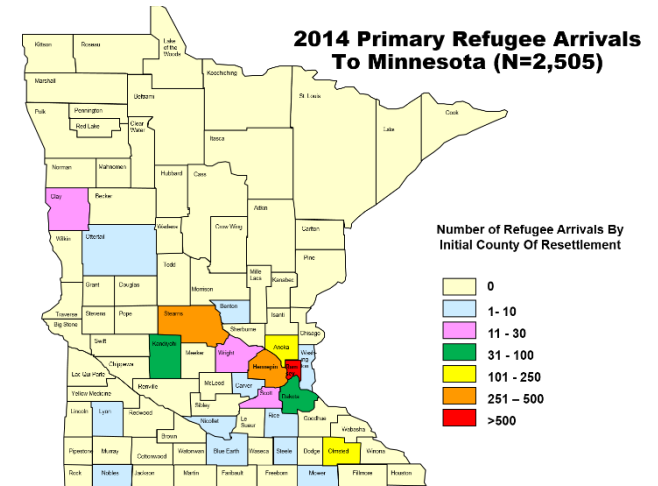 2014 Primary Refugee Arrivals
To Minnesota (N=2,505)
Kittson
Roseau
Lake
of the
Woods
Koochiching
St. Louis
Cook
Lake
Marshall
Beltrami
Polk
Pennington
Red Lake
Clear
Water
Itasca
Norman
Mahnomen
Hubbard
Cass
Clay
Becker
Aitkin
Wadena
Crow Wing
Carlton
Wilkin
Ottertail
Pine
Todd
Mille
Lacs
Kanabec
Grant
Douglas
Morrison
Benton
Traverse
Stevens
Pope
Stearns
Isanti
Big Stone
Sherburne
Chisago
Swift
Kandiyohi
Meeker
Wright
Anoka
Chippewa
Hennepin
Lac Qui Parle
Renville
McLeod
Carver
Yellow Medicine
Scott
Dakota
Sibley
Lincoln
Lyon
Redwood
Nicollet
Le
Sueur
Rice
Goodhue
Wabasha
Brown
Pipestone
Murray
Cottonwood
Watonwan
Blue Earth
Waseca
Steele
Dodge
Olmsted
Winona
Rock
Nobles
Jackson
Martin
Faribault
Freeborn
Mower
Fillmore
Houston
Number of Refugee Arrivals By
Initial County Of Resettlement
0
1- 10
11 - 30
31 - 100
101 - 250
251 – 500
>500